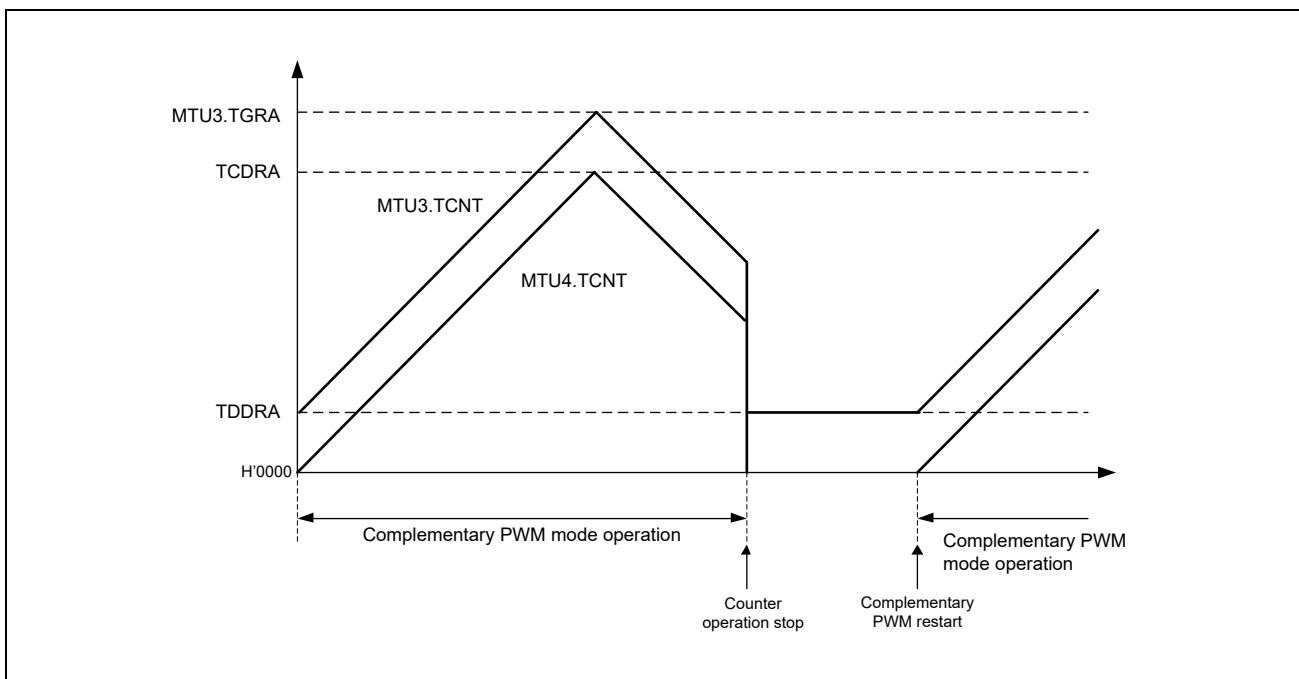 MTU3.TGRA
TCDRA
MTU3.TCNT
MTU4.TCNT
TDDRA
H'0000
Complementary PWM mode operation
Complementary PWM
mode operation
Counter
operation stop
Complementary
PWM restart